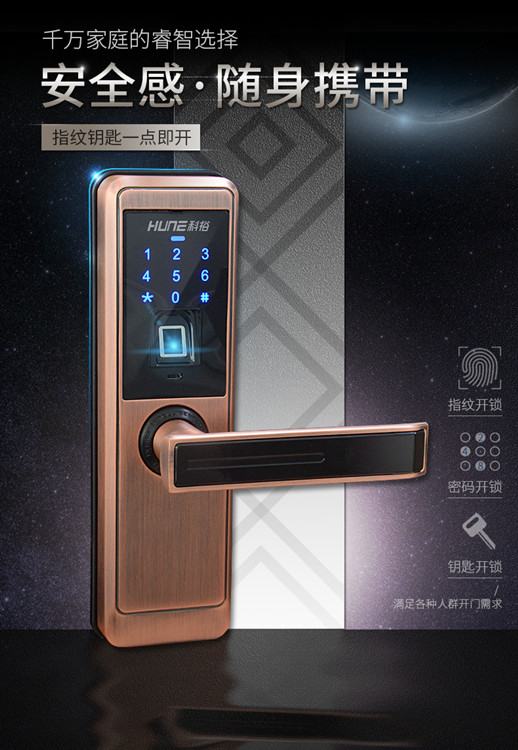 千万家庭的睿智选择
安全感·随身携带
指纹钥匙一点即开
HUNE科裕
1 2 3
4 5 6
* 0 #
指纹开锁
2
4
8
密码开锁
钥匙开锁
/
满足各种人群开门需求